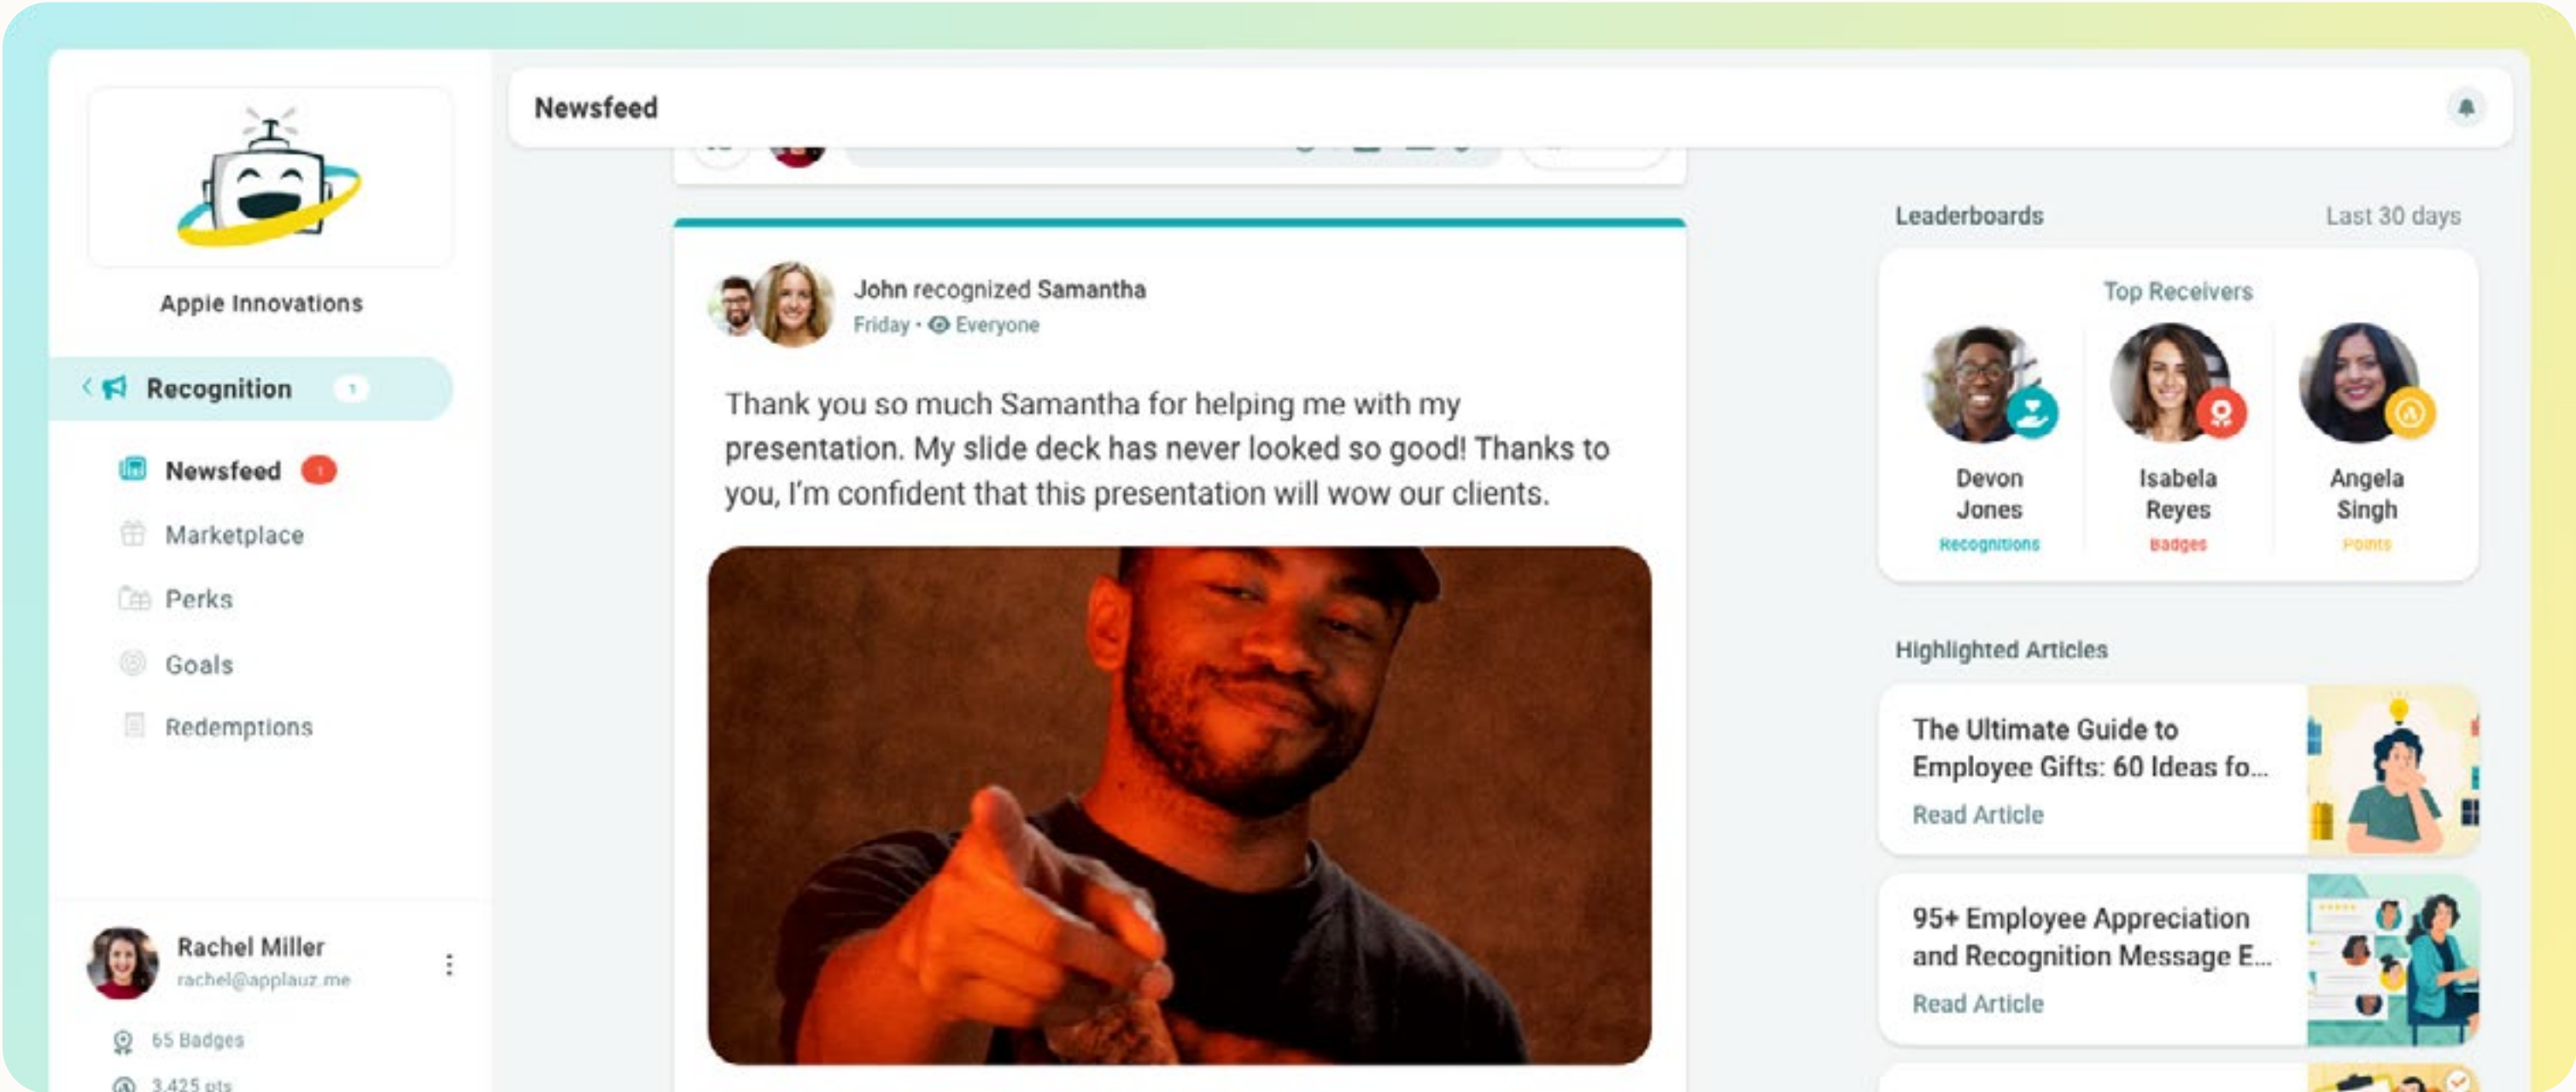 Appie Innovations
Recognition
1
Newsfeed
1
Marketplace
Perks
Goals
Redemptions
Rachel Miller
rachel@applauz.me
65 Badges
3,425 pts
Newsfeed
John recognized Samantha
Friday • Everyone
Thank you so much Samantha for helping me with my
presentation. My slide deck has never looked so good! Thanks to
you, I'm confident that this presentation will wow our clients.
Leaderboards
Last 30 days
Top Receivers
Devon
Jones
Recognitions
Isabela
Reyes
Badges
Angela
Singh
Points
Highlighted Articles
The Ultimate Guide to
Employee Gifts: 60 Ideas fo...
Read Article
95+ Employee Appreciation
and Recognition Message E...
Read Article